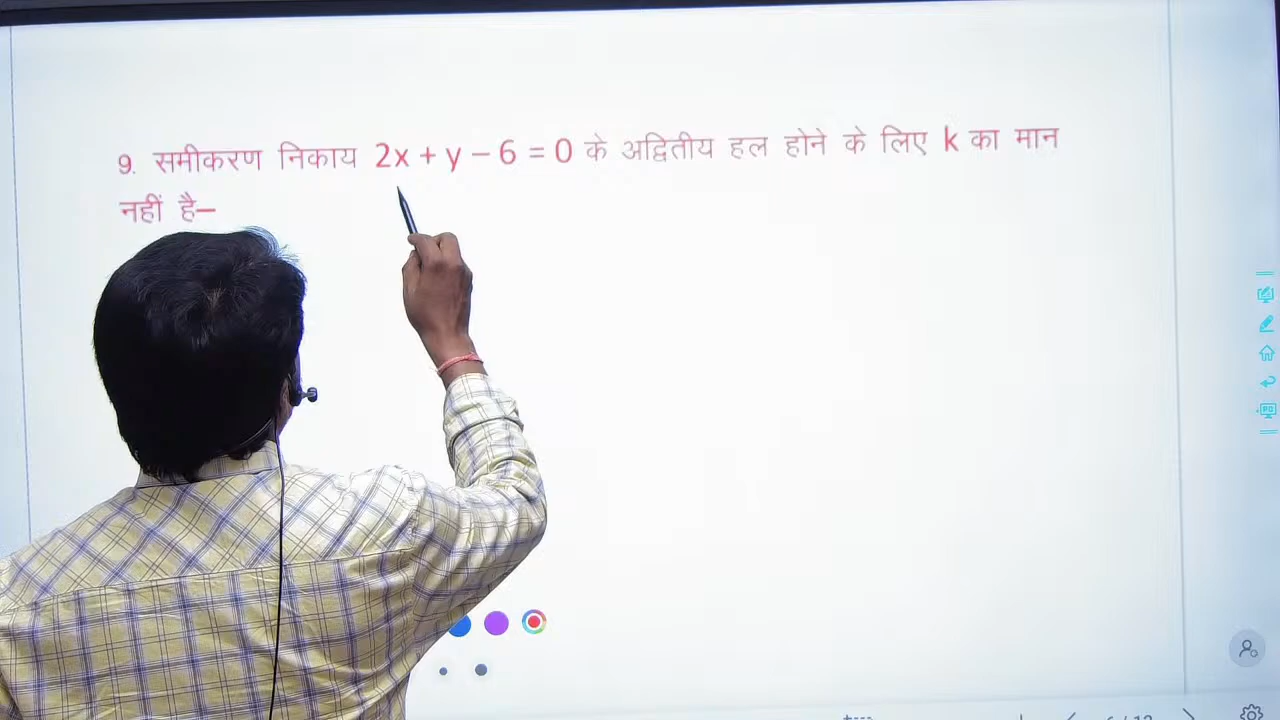 9. समीकरण निकाय 2x + y – 6 = 0 के अद्वितीय हल होने के लिए k का मान
नहीं है–